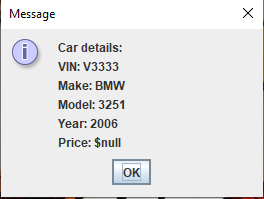 Message
Car details:
VIN: V3333
Make: BMW
Model: 3251
Year: 2006
Price: $null
OK